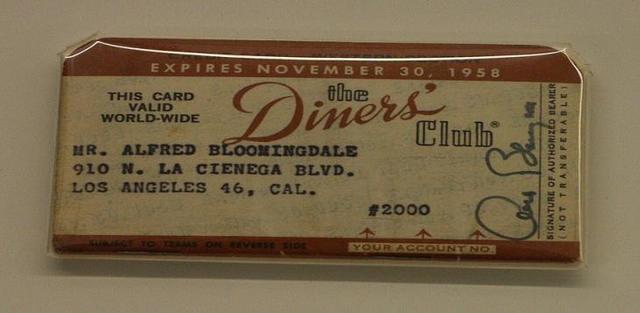 EXPIRES NOVEMBER 30, 1958
THIS CARD
VALID
WORLD-WIDE
the
Diners'
Club®
MR. ALFRED BLOOMINGDALE
910 N. LA CIENEGA BLVD.
LOS ANGELES 46, CAL.
#2000
SUBJECT TO TERMS ON REVERSE SIDE
YOUR ACCOUNT NO.
SIGNATURE OF AUTHORIZED BEARER
(NOT TRANSFERABLE)